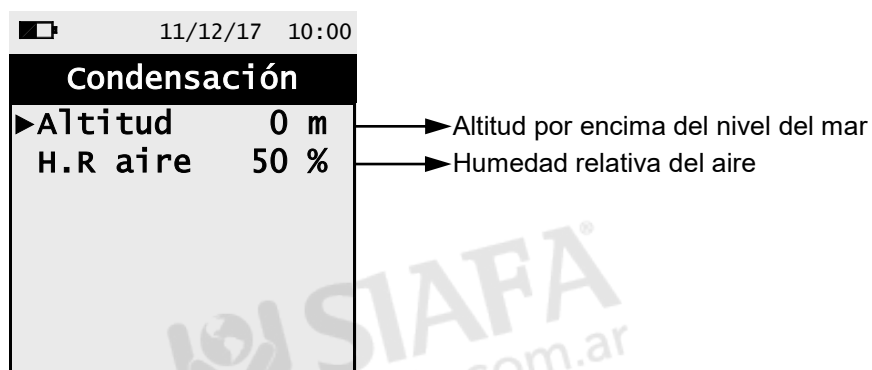 11/12/17 10:00
Condensación
►Altitud 0 m
Altitud por encima del nivel del mar
H.R aire 50 %
Humedad relativa del aire
SIAFA®
com.ar